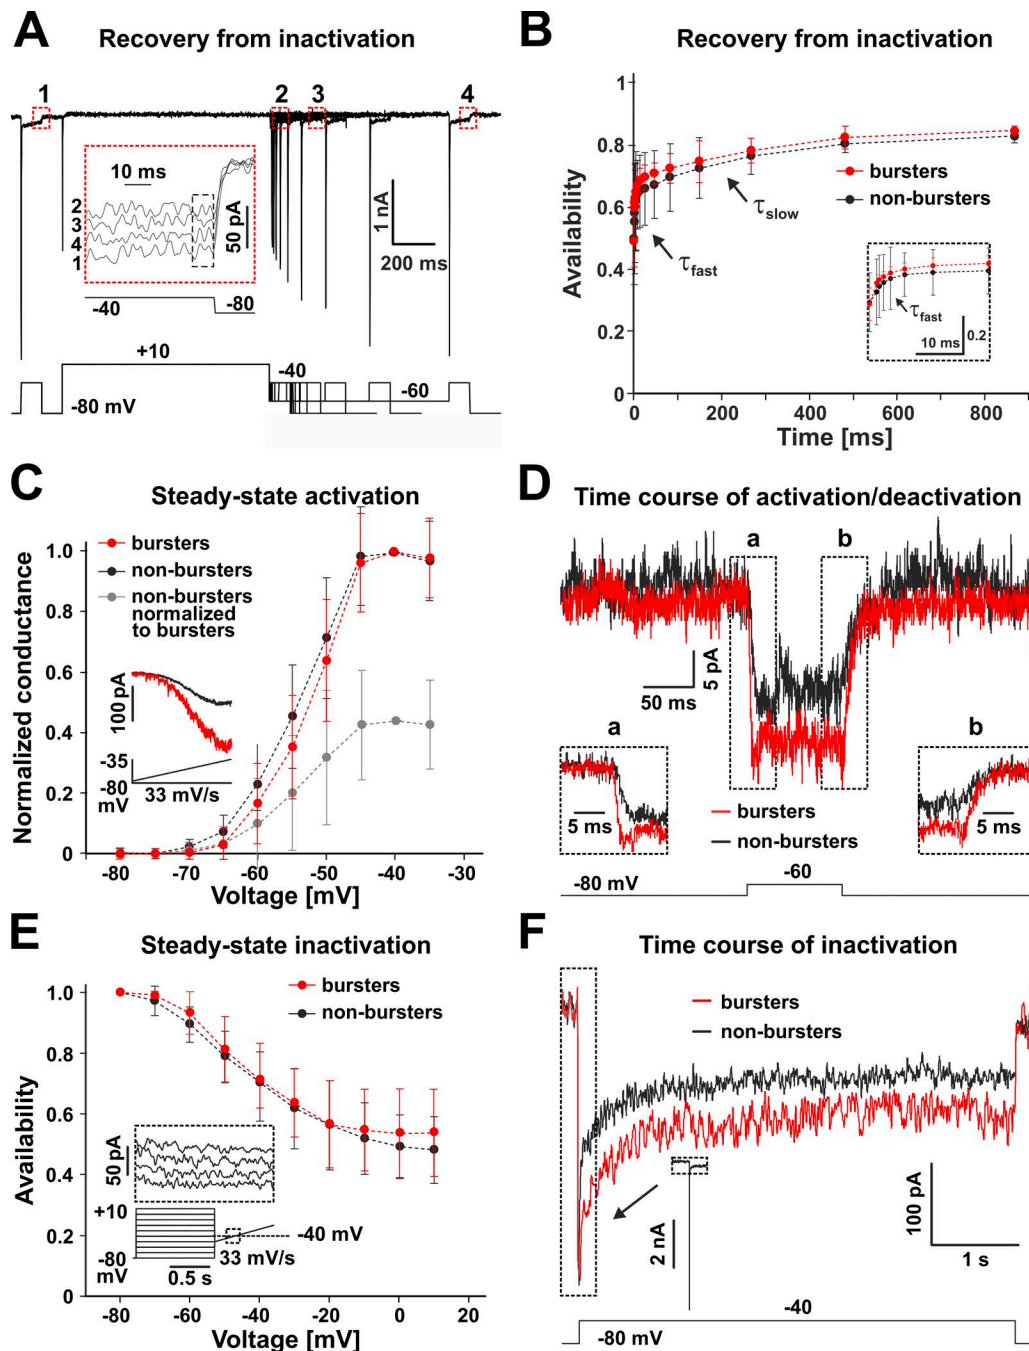 A Recovery from inactivation
1 2 3 4
10 ms
2
3
4
1
50 pA
-40 -80
1 nA
200 ms
+10
-40
-60
-80 mV
B Recovery from inactivation
Availability
1
0.8
0.6
0.4
0.2
0
bursters
non-bursters
τslow
τfast
τfast
10 ms
0.2
0 200 400 600 800
Time [ms]
C Steady-state activation
Normalized conductance
bursters
non-bursters
non-bursters
normalized
to bursters
1.0
0.8
0.6
0.4
0.2
0
100 pA
-35
-80
mV
33 mV/s
-80 -70 -60 -50 -40 -30
Voltage [mV]
D Time course of activation/deactivation
a b
50 ms
5 pA
a
5 ms
b
5 ms
bursters
non-bursters
-80 mV
-60
E Steady-state inactivation
Availability
bursters
non-bursters
1.0
0.8
0.6
0.4
0.2
0
50 pA
+10
-80
mV
-40 mV
33 mV/s
0.5 s
-80 -60 -40 -20 0 20
Voltage [mV]
F Time course of inactivation
bursters
non-bursters
2 nA
100 pA
1 s
-40
-80 mV